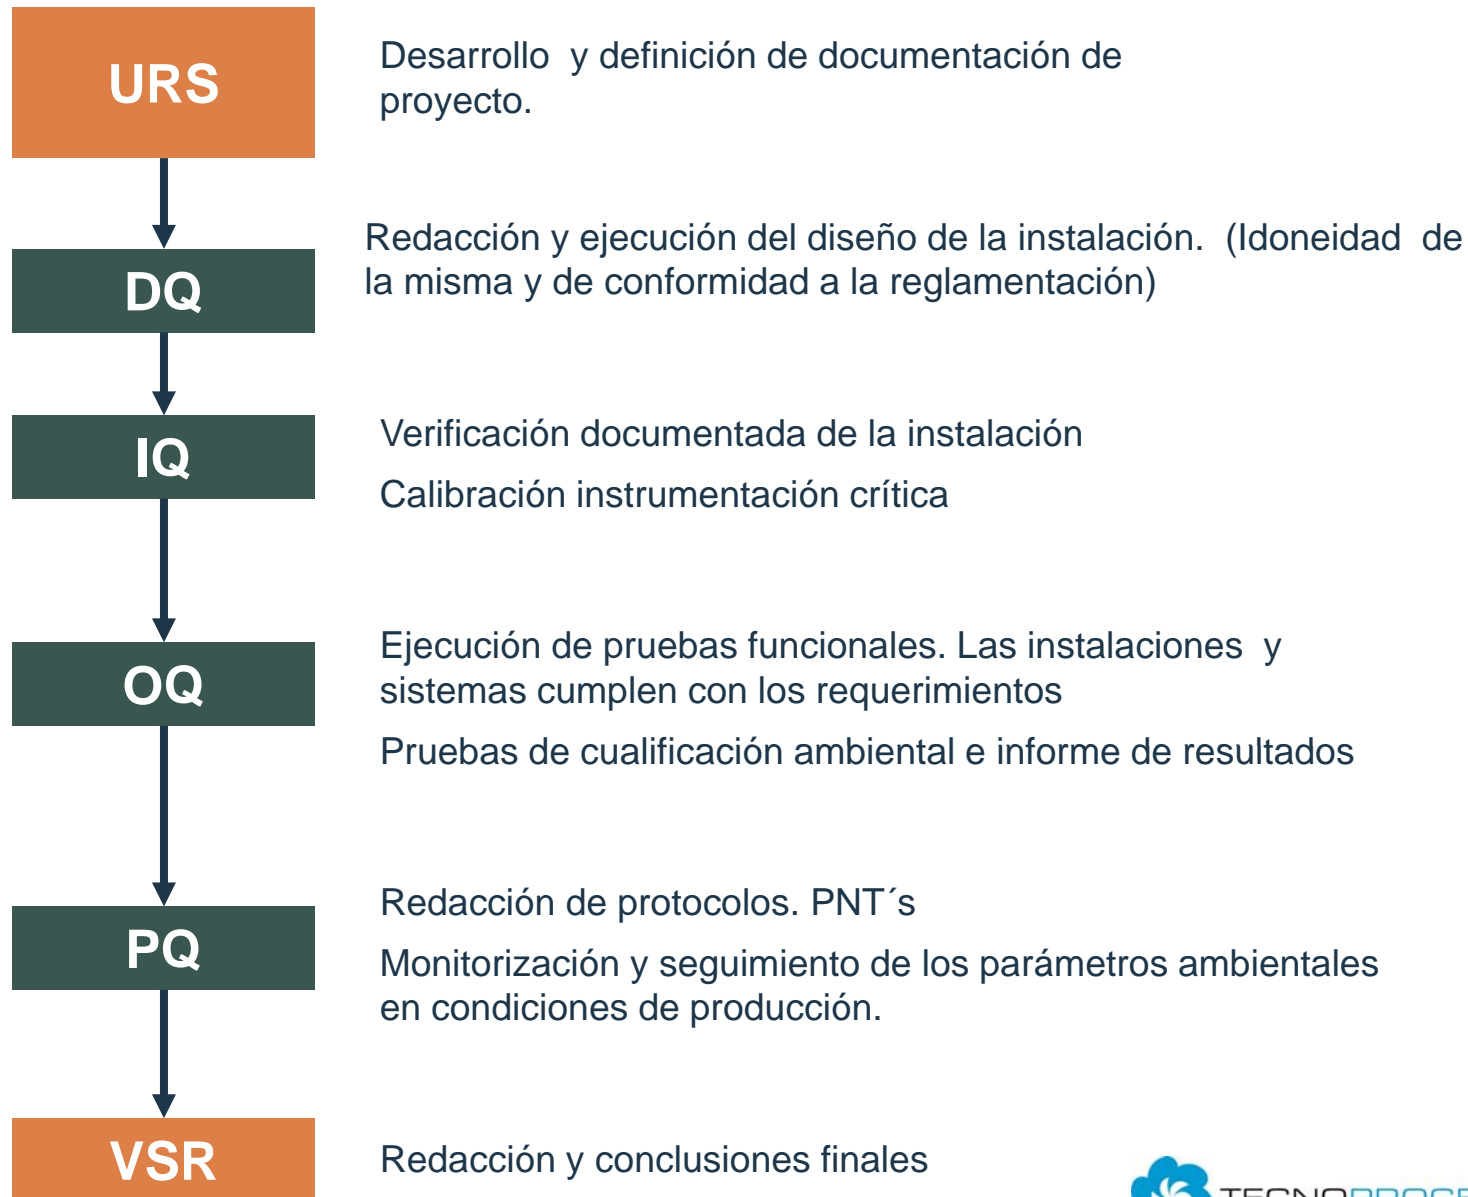 URS
Desarrollo y definición de documentación de
proyecto.
DQ
Redacción y ejecución del diseño de la instalación. (Idoneidad de
la misma y de conformidad a la reglamentación)
IQ
Verificación documentada de la instalación
Calibración instrumentación crítica
OQ
Ejecución de pruebas funcionales. Las instalaciones y
sistemas cumplen con los requerimientos
Pruebas de cualificación ambiental e informe de resultados
PQ
Redacción de protocolos. PNT´s
Monitorización y seguimiento de los parámetros ambientales
en condiciones de producción.
VSR
Redacción y conclusiones finales